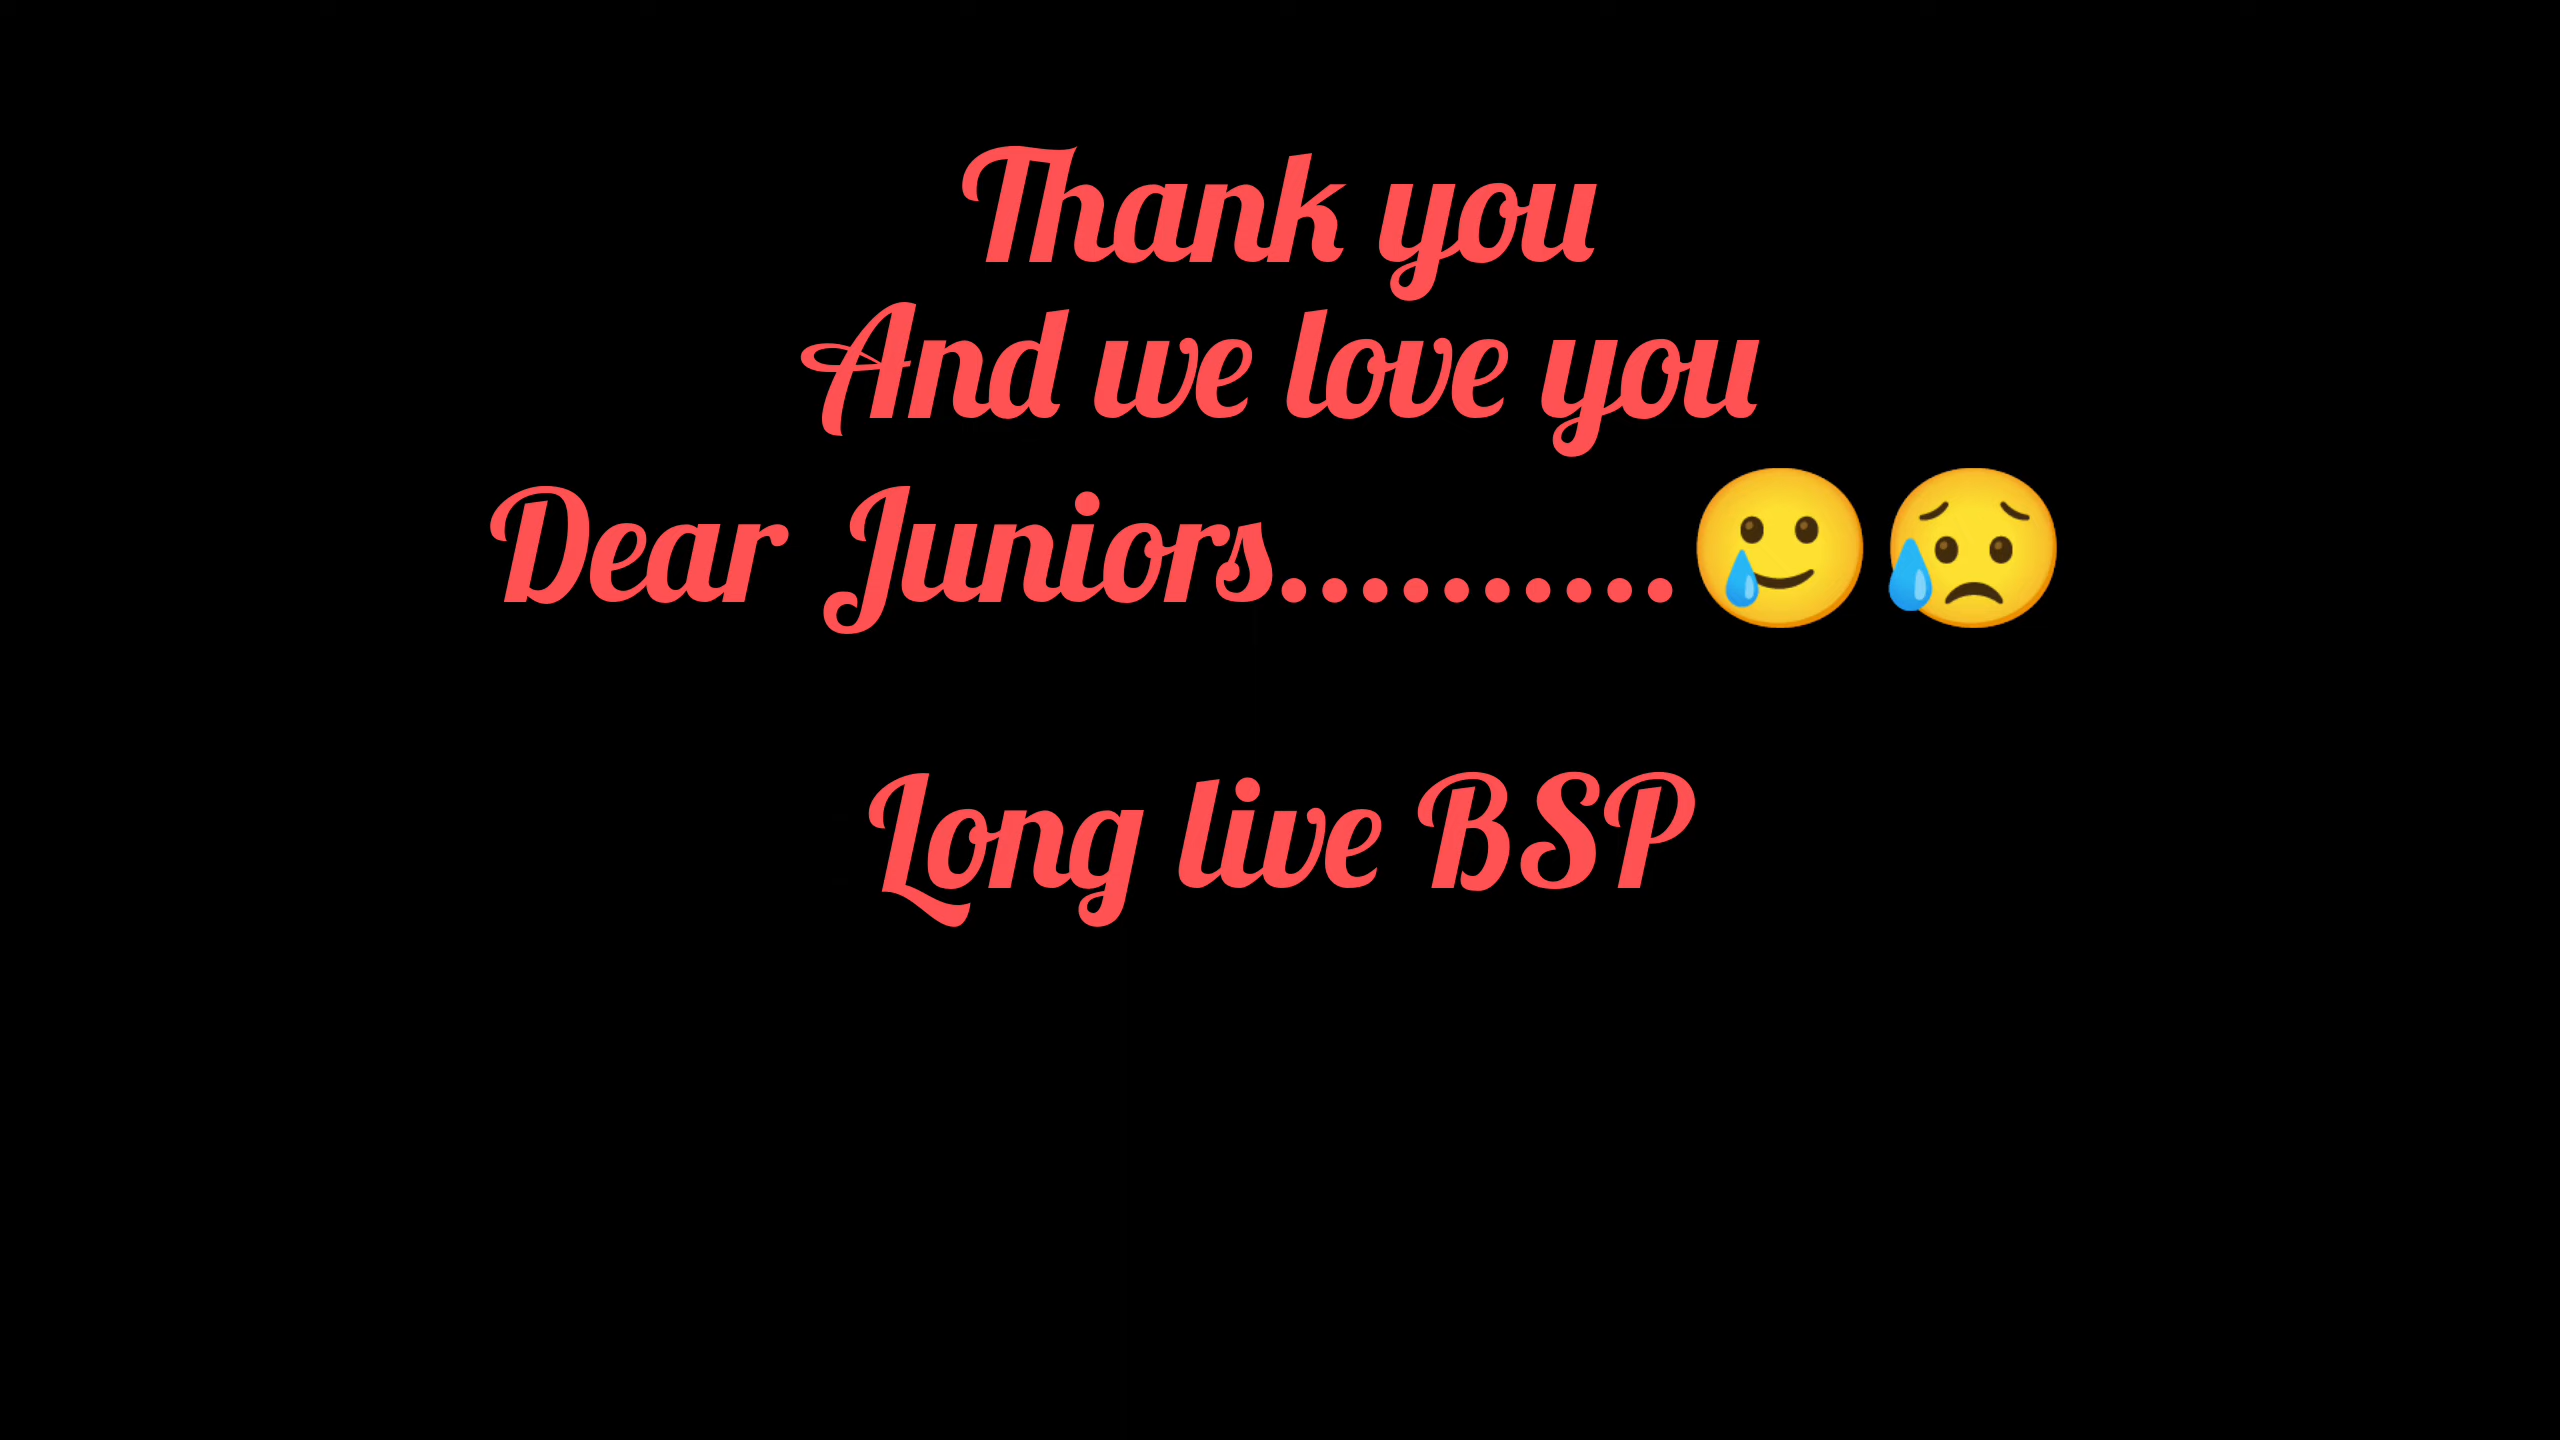 Thank you
And we love you
Dear Juniors..........🥲😥
Long live BSP